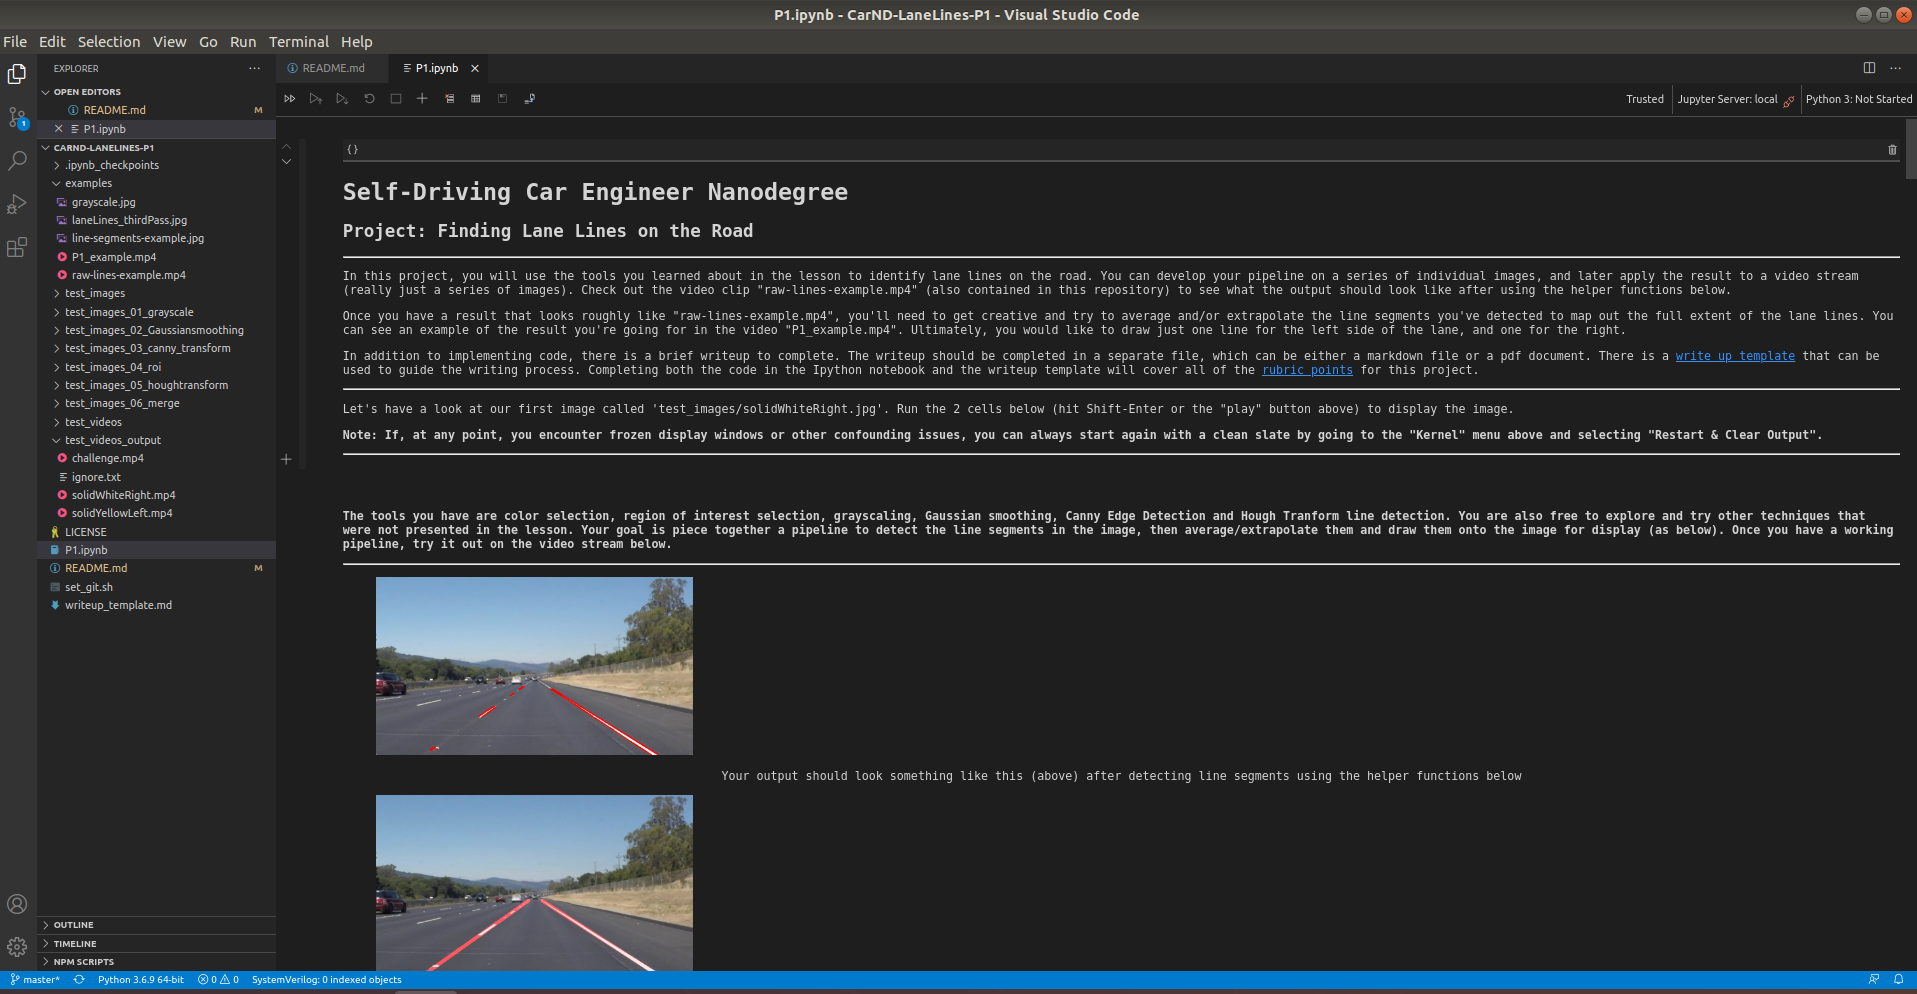 P1.ipynb - CarND-LaneLines-P1 - Visual Studio Code
File Edit Selection View Go Run Terminal Help
EXPLORER
OPEN EDITORS
README.md M
P1.ipynb
CARND-LANELINES-P1
.ipynb_checkpoints
examples
grayscale.jpg
laneLines_thirdPass.jpg
line-segments-example.jpg
P1_example.mp4
raw-lines-example.mp4
test_images
test_images_01_grayscale
test_images_02_Gaussiansmoothing
test_images_03_canny_transform
test_images_04_roi
test_images_05_houghtransform
test_images_06_merge
test_videos
test_videos_output
challenge.mp4
ignore.txt
solidWhiteRight.mp4
solidYellowLeft.mp4
LICENSE
P1.ipynb
README.md M
set_git.sh
writeup_template.md
OUTLINE
TIMELINE
NPM SCRIPTS
1
README.md P1.ipynb
Trusted Jupyter Server: local Python 3: Not Started
{}
Self-Driving Car Engineer Nanodegree
Project: Finding Lane Lines on the Road
In this project, you will use the tools you learned about in the lesson to identify lane lines on the road. You can develop your pipeline on a series of individual images, and later apply the result to a video stream
(really just a series of images). Check out the video clip "raw-lines-example.mp4" (also contained in this repository) to see what the output should look like after using the helper functions below.
Once you have a result that looks roughly like "raw-lines-example.mp4", you'll need to get creative and try to average and/or extrapolate the line segments you've detected to map out the full extent of the lane lines. You
can see an example of the result you're going for in the video "P1_example.mp4". Ultimately, you would like to draw just one line for the left side of the lane, and one for the right.
In addition to implementing code, there is a brief writeup to complete. The writeup should be completed in a separate file, which can be either a markdown file or a pdf document. There is a write up template that can be
used to guide the writing process. Completing both the code in the Ipython notebook and the writeup template will cover all of the rubric points for this project.
Let's have a look at our first image called 'test_images/solidWhiteRight.jpg'. Run the 2 cells below (hit Shift-Enter or the "play" button above) to display the image.
Note: If, at any point, you encounter frozen display windows or other confounding issues, you can always start again with a clean slate by going to the "Kernel" menu above and selecting "Restart & Clear Output".
The tools you have are color selection, region of interest selection, grayscaling, Gaussian smoothing, Canny Edge Detection and Hough Tranform line detection. You are also free to explore and try other techniques that
were not presented in the lesson. Your goal is piece together a pipeline to detect the line segments in the image, then average/extrapolate them and draw them onto the image for display (as below). Once you have a working
pipeline, try it out on the video stream below.
Your output should look something like this (above) after detecting line segments using the helper functions below
master* Python 3.6.9 64-bit 0 0 SystemVerilog: 0 indexed objects